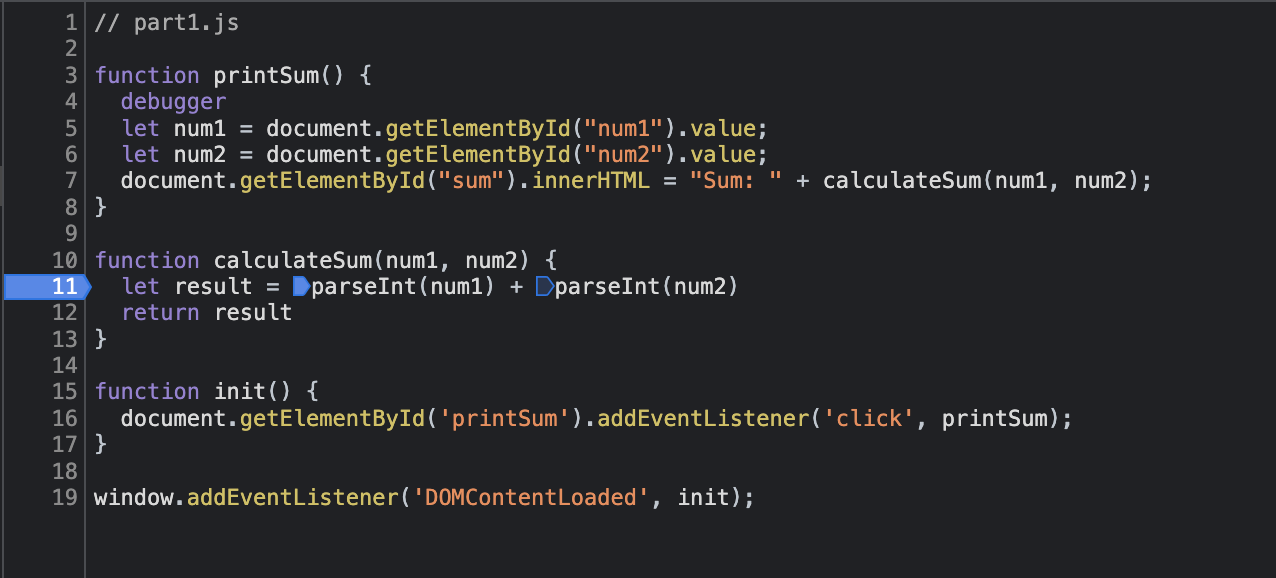 1 // part1.js
2
3 function printSum() {
4   debugger
5   let num1 = document.getElementById("num1").value;
6   let num2 = document.getElementById("num2").value;
7   document.getElementById("sum").innerHTML = "Sum: " + calculateSum(num1, num2);
8 }
9
10 function calculateSum(num1, num2) {
11   let result = parseInt(num1) + parseInt(num2)
12   return result
13 }
14
15 function init() {
16   document.getElementById('printSum').addEventListener('click', printSum);
17 }
18
19 window.addEventListener('DOMContentLoaded', init);